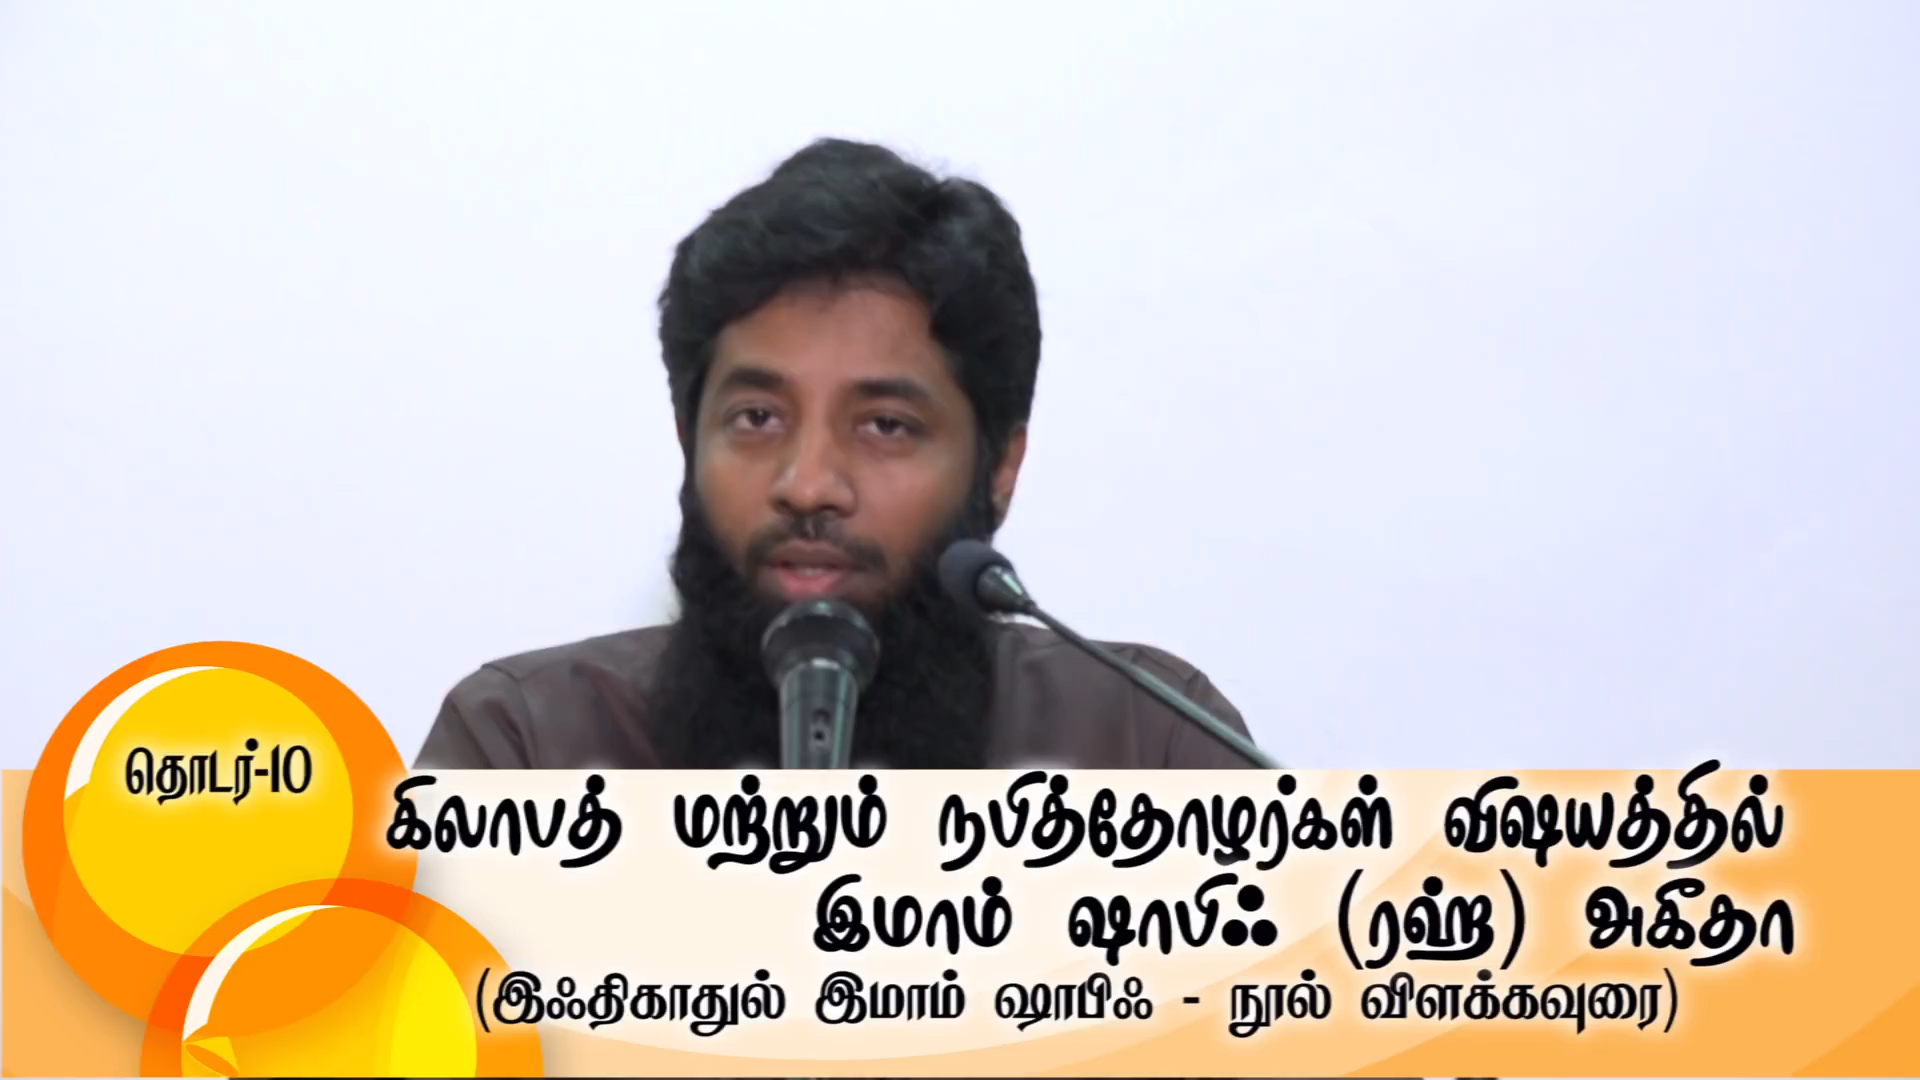 தொடர்-10
கிலாபத் மற்றும் நபித்தோழர்கள் விஷயத்தில்
இமாம் ஷாபிஃ (ரஹ்) அகீதா
(இஃதிகாதுல் இமாம் ஷாபிஃ - நூல் விளக்கவுரை)